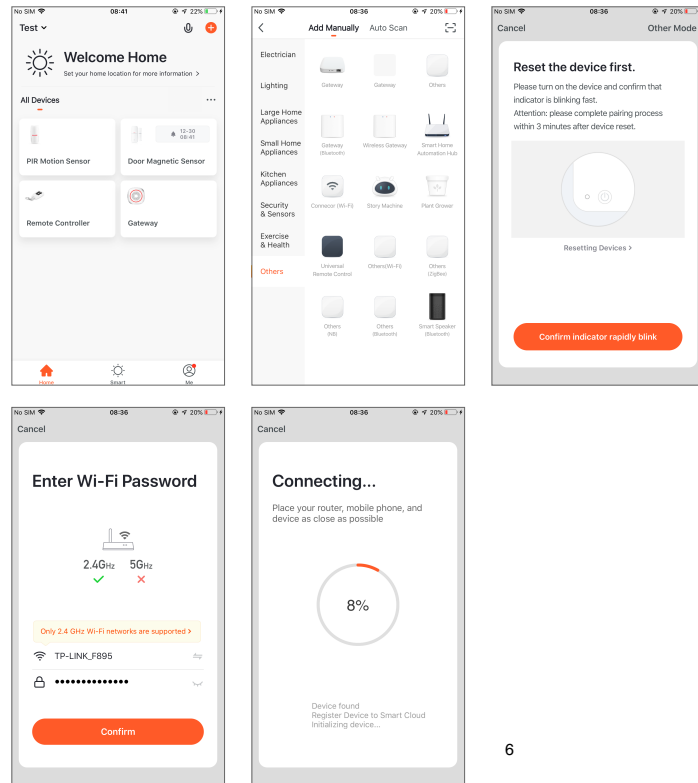 No SIM 08:41 22%
Test
Welcome Home
Set your home location for more information >
All Devices ...
12-30
08-41
PIR Motion Sensor Door Magnetic Sensor
Remote Controller Gateway
Home Smart Me
No SIM 08:36 20%
Add Manually Auto Scan
Electrician
Lighting
Large Home
Appliances
Small Home
Appliances
Kitchen
Appliances
Security
& Sensors
Exercise
& Health
Others
Gateway Gateway Others
Gateway
(Bluetooth)
Wireless Gateway
Smart Home
Automation Hub
Connecor (Wi-Fi) Story Machine Plant Grower
Universal
Remote Control
Others(Wi-Fi)
Others
(ZigBee)
Others
(NB)
Others
(Bluetooth)
Smart Speaker
(Bluetooth)
No SIM 08:36 20%
Cancel Other Mode
Reset the device first.
Please turn on the device and confirm that
indicator is blinking fast.
Attention: please complete pairing process
within 3 minutes after device reset.
Resetting Devices >
Confirm indicator rapidly blink
No SIM 08:36 20%
Cancel
Enter Wi-Fi Password
2.4GHz 5GHz
Only 2.4 GHz Wi-Fi networks are supported >
TP-LINK_F895
Confirm
No SIM 08:36 20%
Cancel
Connecting...
Place your router, mobile phone, and
device as close as possible
8%
Device found
Register Device to Smart Cloud
Initializing device...
6